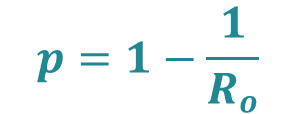 p = 1 − 1/Rₒ